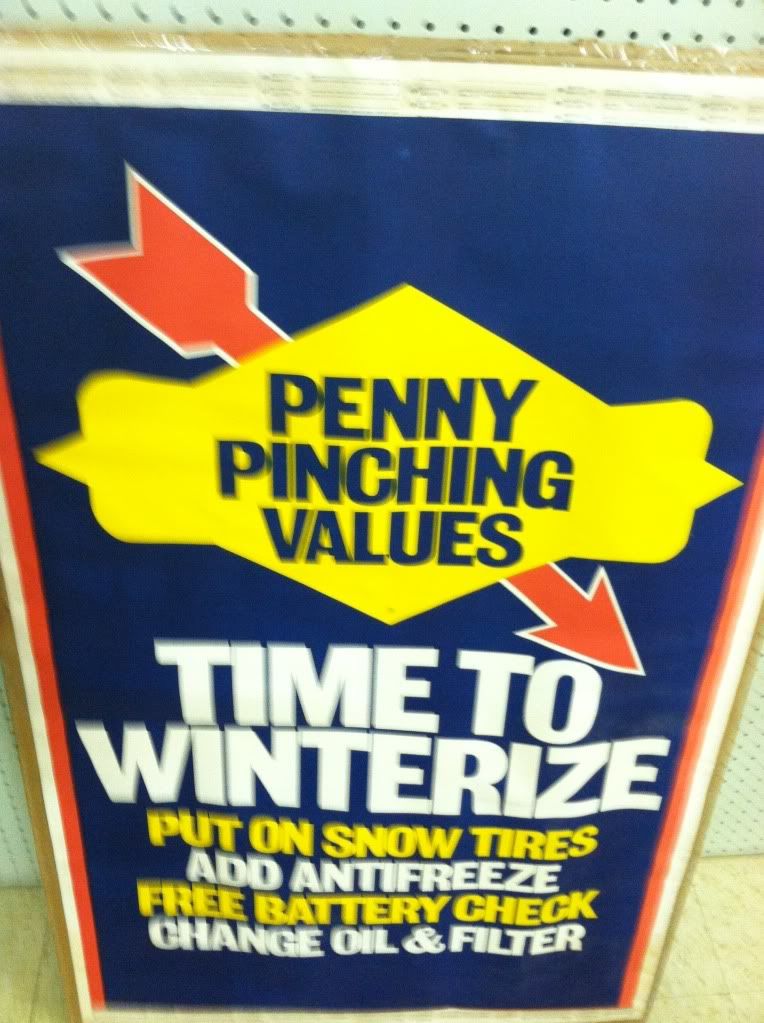 PENNY
PINCHING
VALUES
TIME TO
WINTERIZE
PUT ON SNOW TIRES
ADD ANTIFREEZE
FREE BATTERY CHECK
CHANGE OIL & FILTER